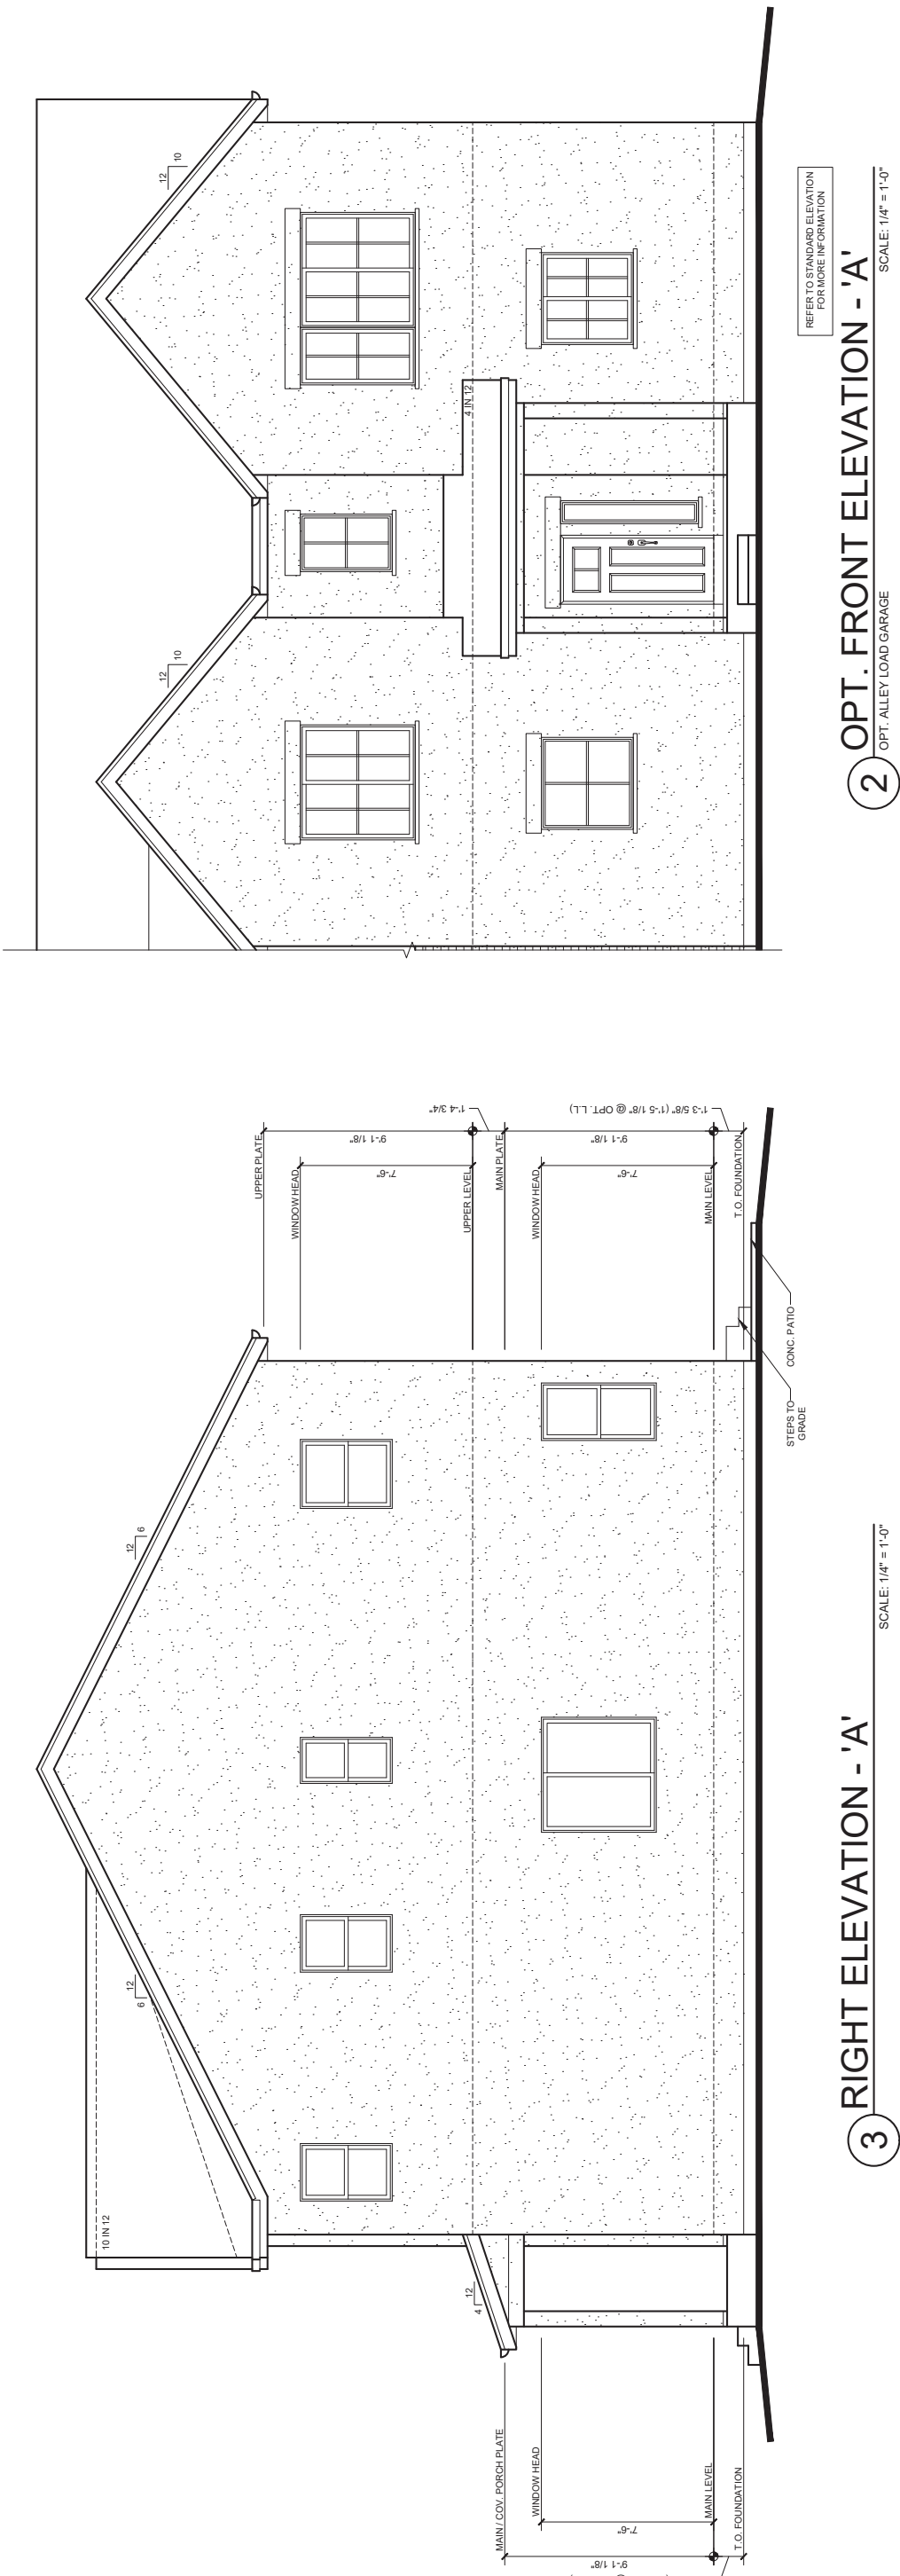 12
10
12
10
4 IN 12
REFER TO STANDARD ELEVATION
FOR MORE INFORMATION
2
OPT. FRONT ELEVATION - 'A'
OPT. ALLEY LOAD GARAGE
SCALE: 1/4" = 1'-0"
10 IN 12
12
6
12
6
12
4
UPPER PLATE
WINDOW HEAD
UPPER LEVEL
MAIN PLATE
WINDOW HEAD
MAIN LEVEL
T.O. FOUNDATION
9'-1 1/8"
7'-6"
1'-4 3/4"
9'-1 1/8"
7'-6"
1'-3 5/8" (1'-5 1/8" @ OPT. L.L.)
MAIN / COV. PORCH PLATE
WINDOW HEAD
MAIN LEVEL
T.O. FOUNDATION
7'-6"
9'-1 1/8"
STEPS TO
GRADE
CONC. PATIO
3
RIGHT ELEVATION - 'A'
SCALE: 1/4" = 1'-0"